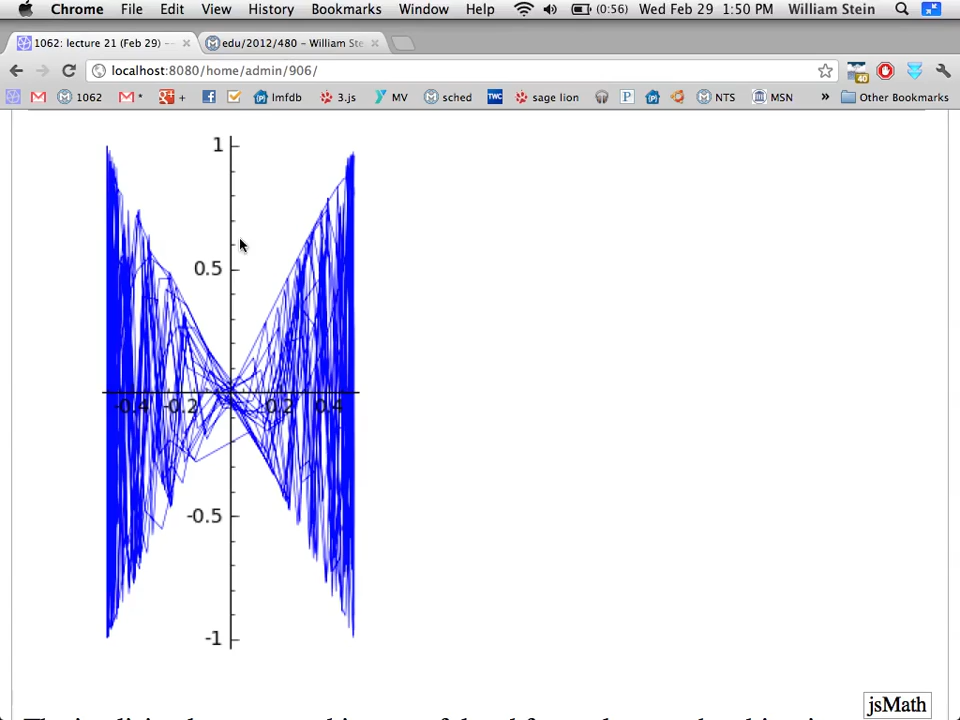 Chrome File Edit View History Bookmarks Window Help (0:56) Wed Feb 29 1:50 PM William Stein
1062: lecture 21 (Feb 29) -- edu/2012/480 - William Ste
localhost:8080/home/admin/906/
1062 lmfdb 3.js MV sched TWC sage lion P NTS MSN » Other Bookmarks
1
0.5
-0.4 -0.2 0.2 0.4
-0.5
-1
jsMath